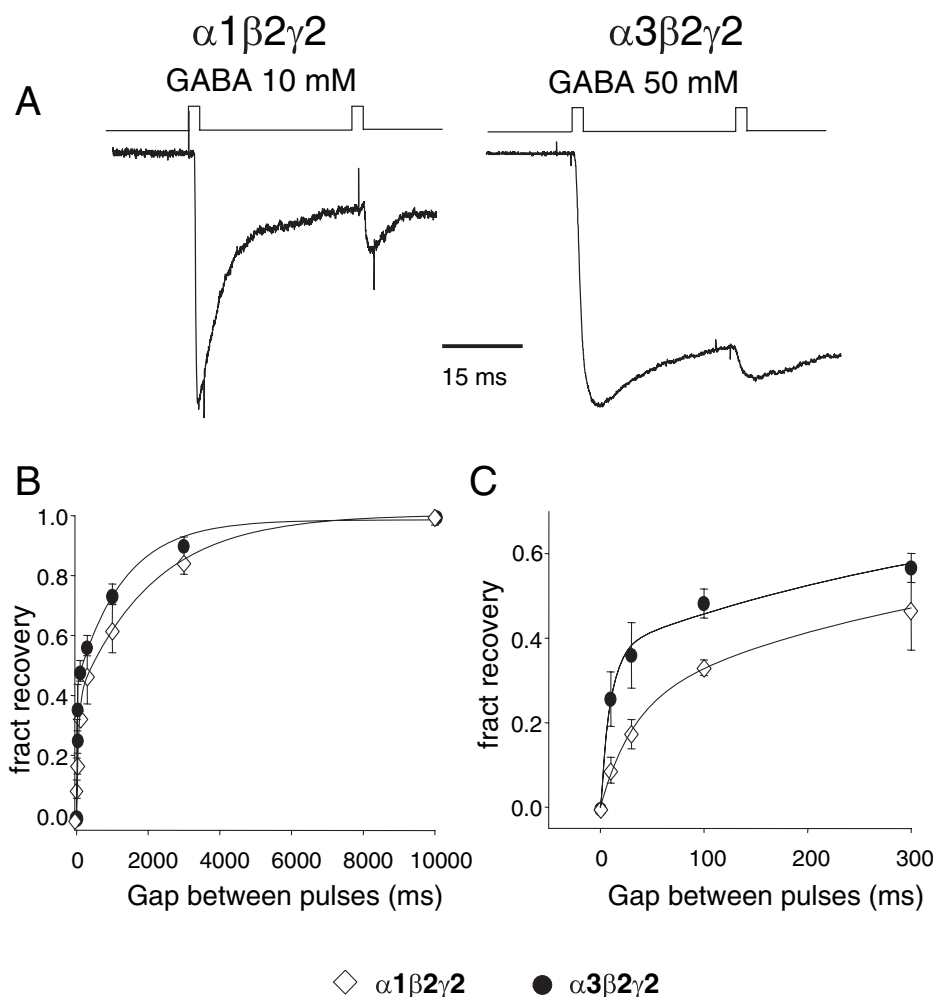 α1β2γ2 α3β2γ2
GABA 10 mM GABA 50 mM
A
15 ms
B
C
fract recovery
1.0
0.8
0.6
0.4
0.2
0.0
0 2000 4000 6000 8000 10000
Gap between pulses (ms)
fract recovery
0.6
0.4
0.2
0.0
0 100 200 300
Gap between pulses (ms)
α1β2γ2 α3β2γ2